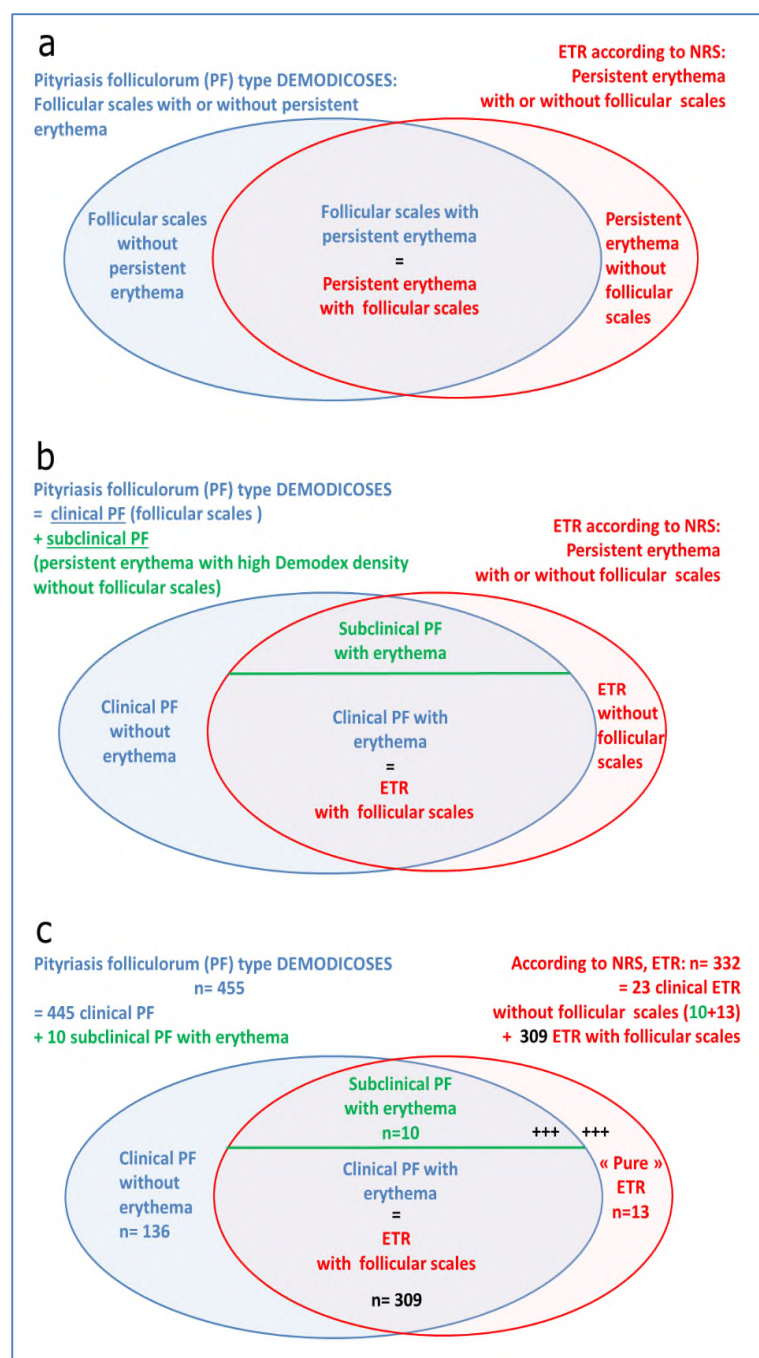 a
Pityriasis folliculorum (PF) type DEMODICOSES:
Follicular scales with or without persistent
erythema
ETR according to NRS:
Persistent erythema
with or without follicular scales
Follicular scales
without
persistent
erythema
Follicular scales with
persistent erythema
=
Persistent erythema
with follicular scales
Persistent
erythema
without
follicular
scales
b
Pityriasis folliculorum (PF) type DEMODICOSES
= clinical PF (follicular scales )
+ subclinical PF
(persistent erythema with high Demodex density
without follicular scales)
ETR according to NRS:
Persistent erythema
with or without follicular scales
Subclinical PF
with erythema
Clinical PF
without
erythema
Clinical PF with
erythema
=
ETR
with follicular scales
ETR
without
follicular
scales
c
Pityriasis folliculorum (PF) type DEMODICOSES
n= 455
= 445 clinical PF
+ 10 subclinical PF with erythema
According to NRS, ETR: n= 332
= 23 clinical ETR
without follicular scales (10+13)
+ 309 ETR with follicular scales
Subclinical PF
with erythema
n=10
+++ +++
Clinical PF
without
erythema
n= 136
Clinical PF with
erythema
=
ETR
with follicular scales
n= 309
« Pure »
ETR
n=13